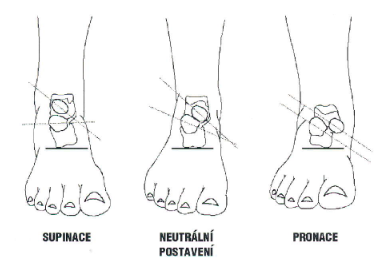 SUPINACE
NEUTRÁLNÍ
POSTAVENÍ
PRONACE